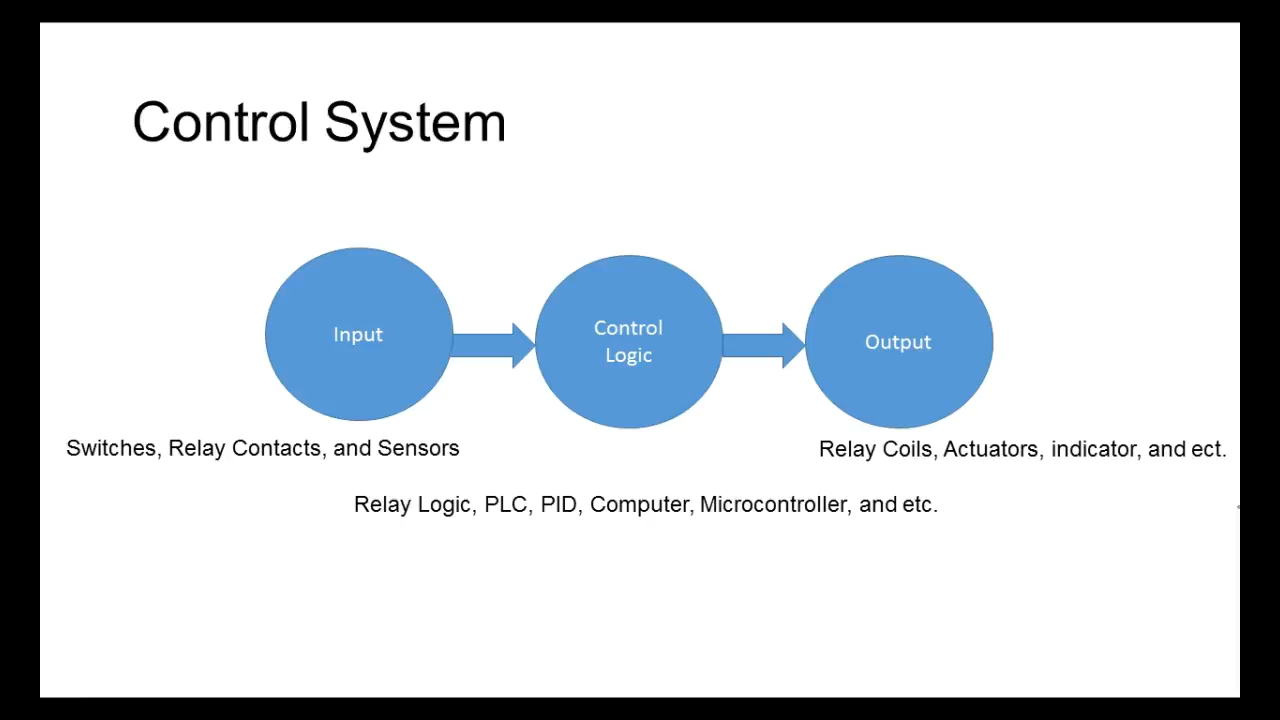 Control System
Input
Control
Logic
Output
Switches, Relay Contacts, and Sensors
Relay Coils, Actuators, indicator, and ect.
Relay Logic, PLC, PID, Computer, Microcontroller, and etc.